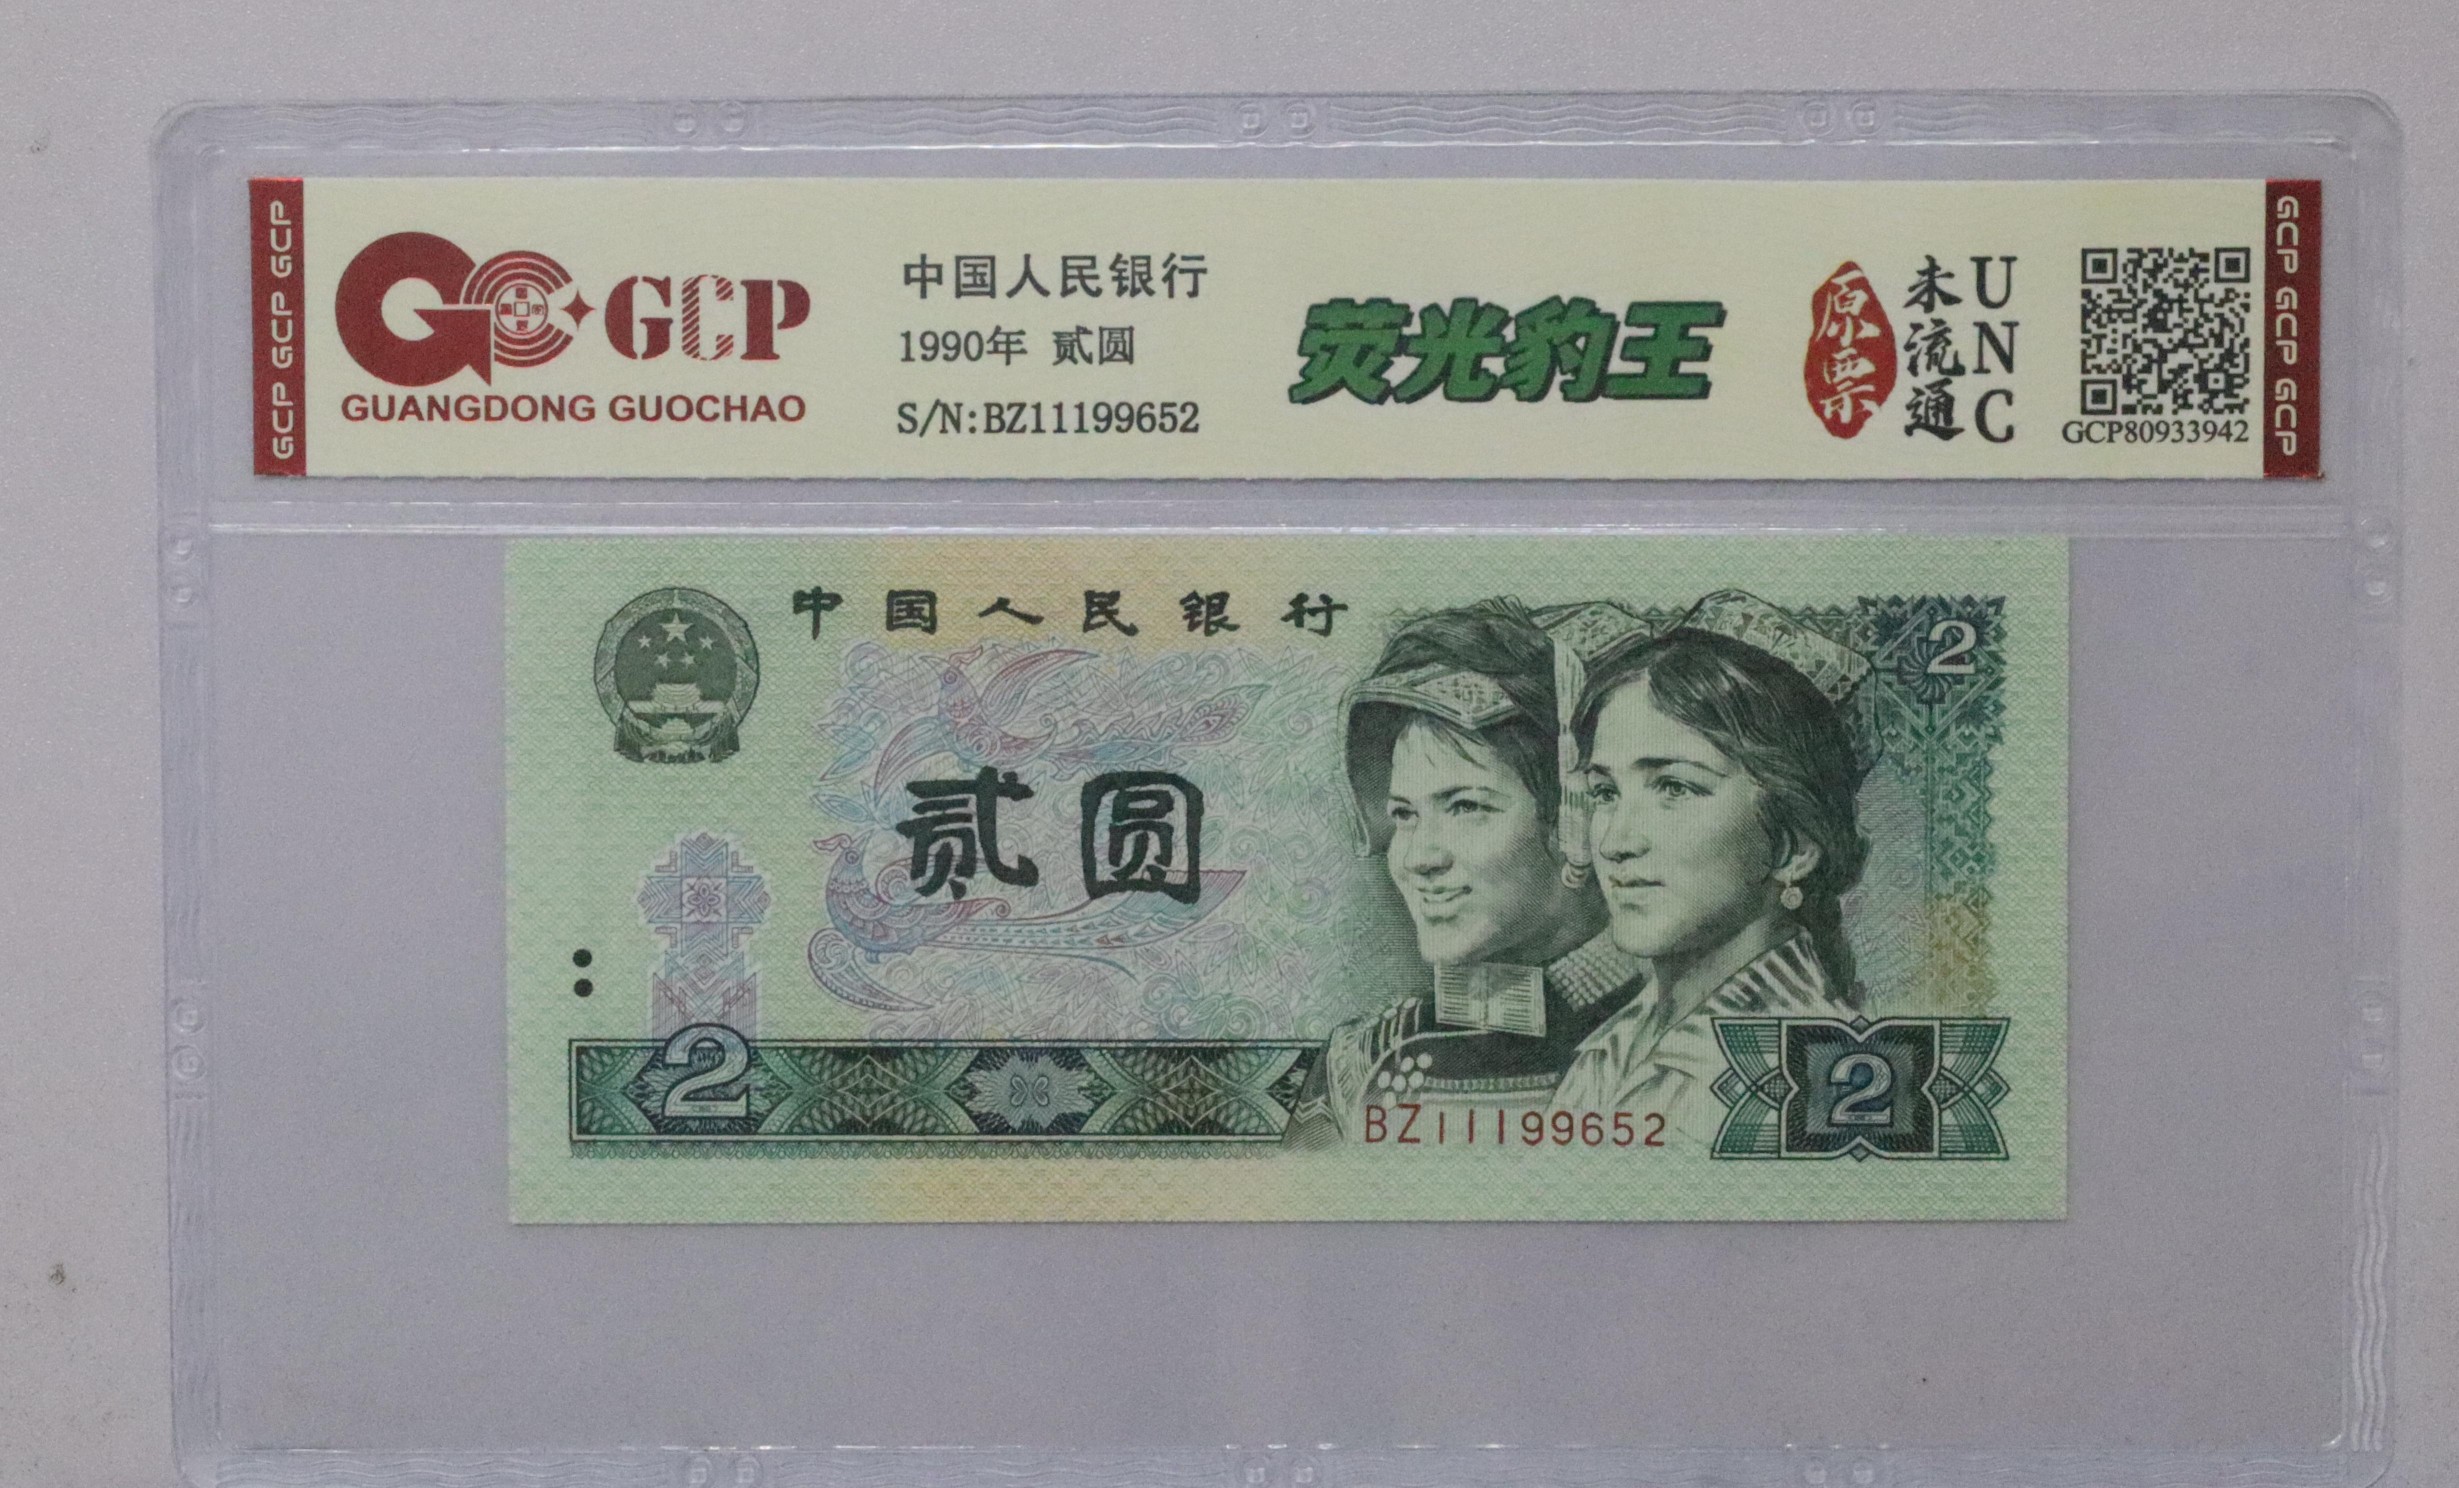 GCP GCP GCP
GCP
GUANGDONG GUOCHAO
中国人民银行
1990年 贰圆
S/N:BZ11199652
荧光豹王
原票
未流通
UNC
GCP80933942
GCP GCP GCP
中国人民银行
2
贰圆
2
BZ11199652
2